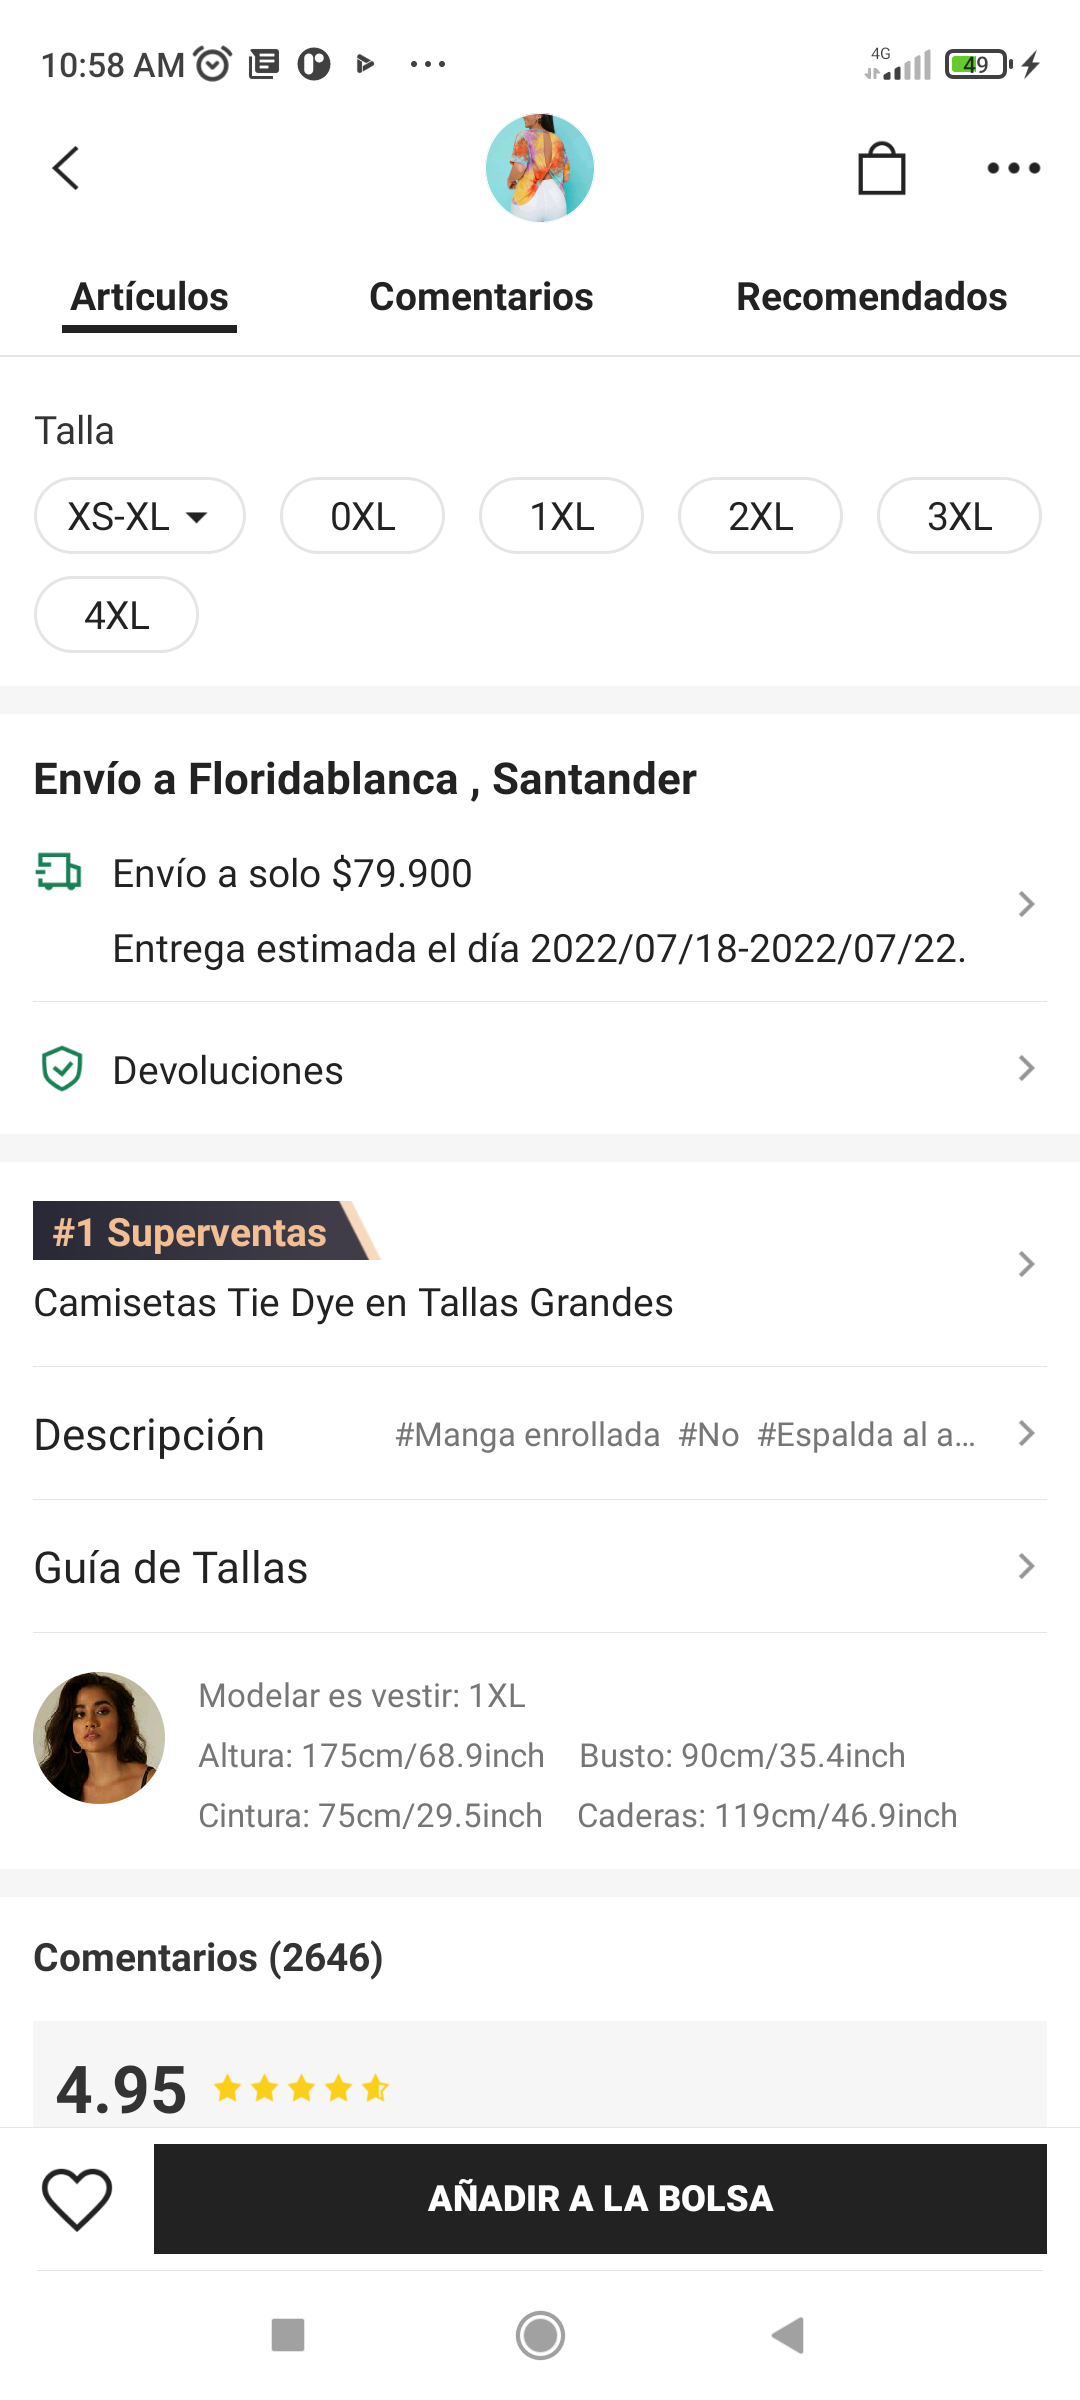 10:58 AM
4G
49
Artículos
Comentarios
Recomendados
Talla
XS-XL
0XL
1XL
2XL
3XL
4XL
Envío a Floridablanca , Santander
Envío a solo $79.900
Entrega estimada el día 2022/07/18-2022/07/22.
Devoluciones
#1 Superventas
Camisetas Tie Dye en Tallas Grandes
Descripción
#Manga enrollada #No #Espalda al a...
Guía de Tallas
Modelar es vestir: 1XL
Altura: 175cm/68.9inch Busto: 90cm/35.4inch
Cintura: 75cm/29.5inch Caderas: 119cm/46.9inch
Comentarios (2646)
4.95
AÑADIR A LA BOLSA